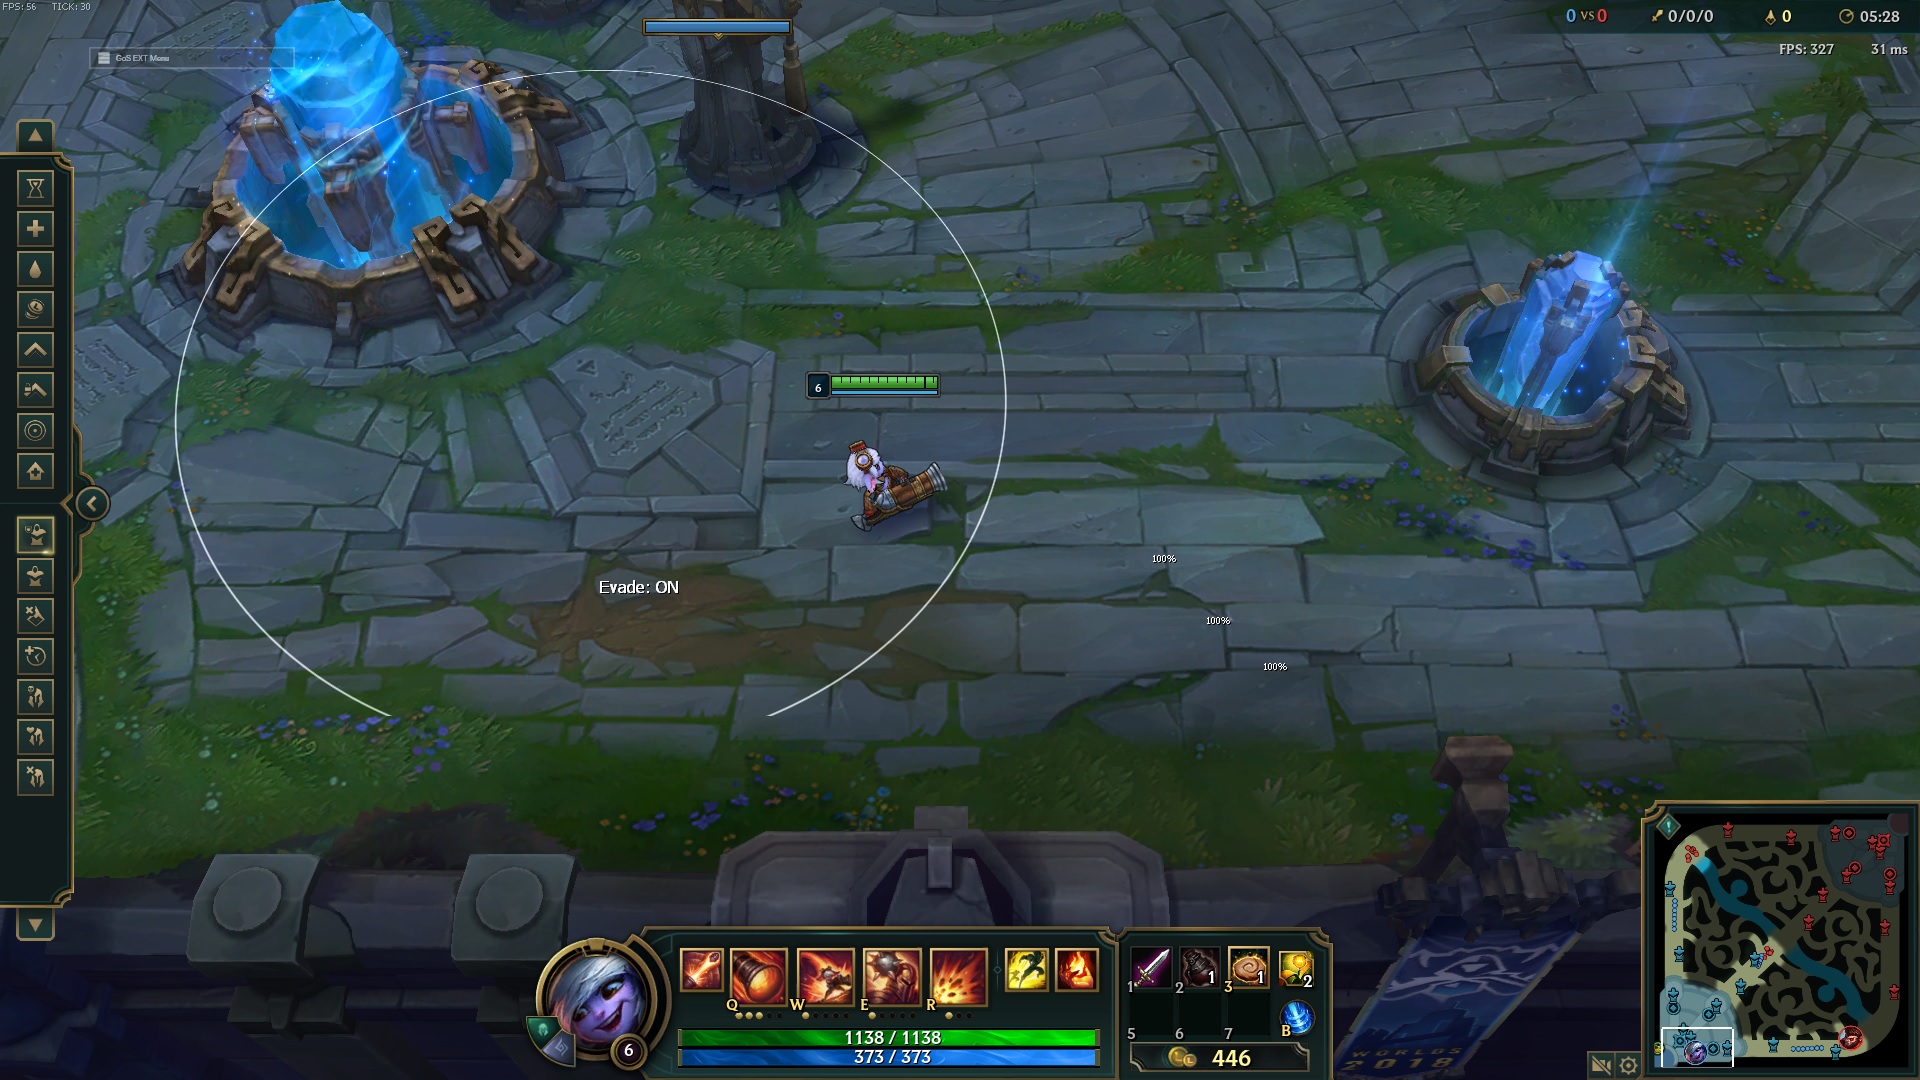 FPS: 56 TICK: 30
0 VS 0 0/0/0 0 05:28
FPS: 327 31 ms
GoS EXT Menu
6
100%
Evade: ON
100%
100%
Q W E R
1 2 1 3 1 2
5 6 7 B
1138 / 1138
6
373 / 373
446
WORLDS
2018